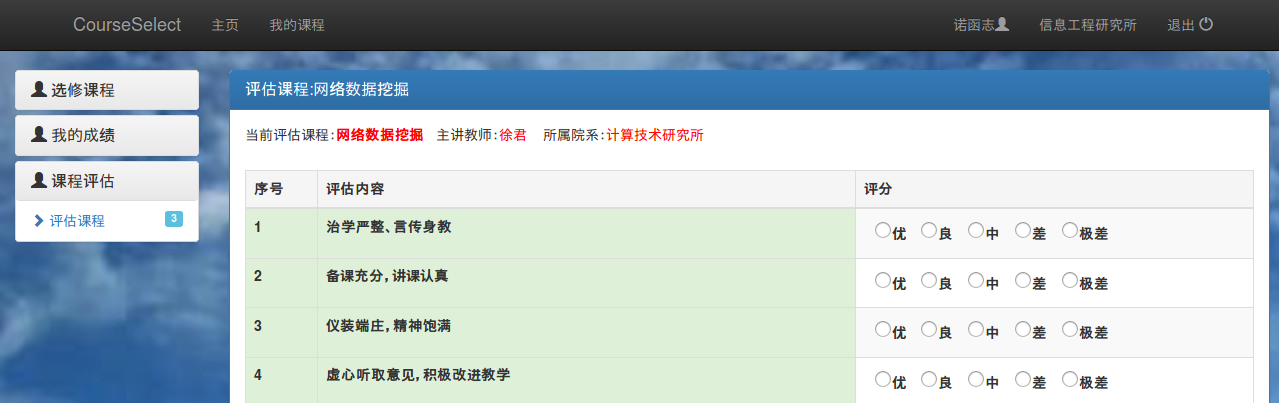 CourseSelect 主页 我的课程 诺函志 信息工程研究所 退出
选修课程
我的成绩
课程评估
评估课程 3
评估课程:网络数据挖掘
当前评估课程:网络数据挖掘 主讲教师:徐君 所属院系:计算技术研究所
序号 评估内容 评分
1 治学严整、言传身教 优 良 中 差 极差
2 备课充分,讲课认真 优 良 中 差 极差
3 仪装端庄,精神饱满 优 良 中 差 极差
4 虚心听取意见,积极改进教学 优 良 中 差 极差